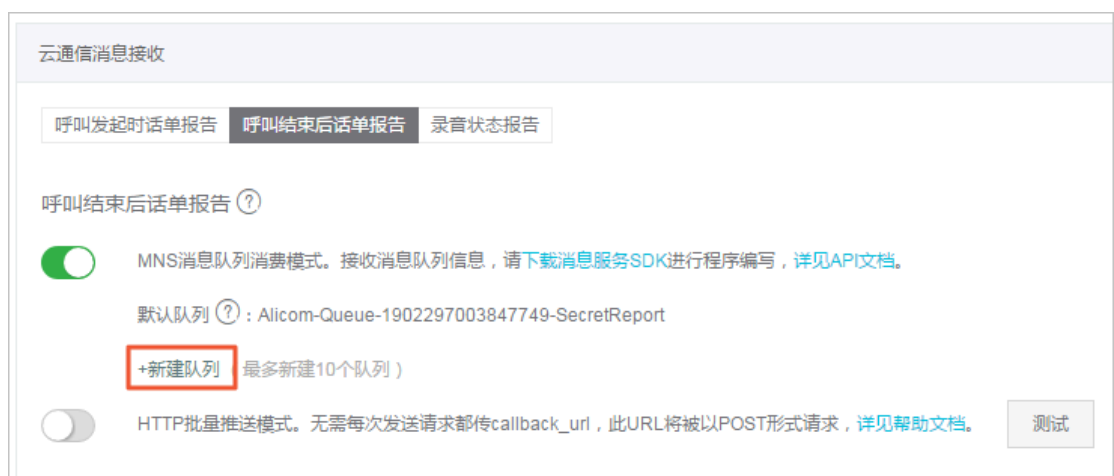 云通信消息接收
呼叫发起时话单报告 呼叫结束后话单报告 录音状态报告
呼叫结束后话单报告 ?
MNS消息队列消费模式。接收消息队列信息，请下载消息服务SDK进行程序编写，详见API文档。
默认队列 ? : Alicom-Queue-1902297003847749-SecretReport
+新建队列 ( 最多新建10个队列 )
HTTP批量推送模式。无需每次发送请求都传callback_url，此URL将被以POST形式请求，详见帮助文档。 测试